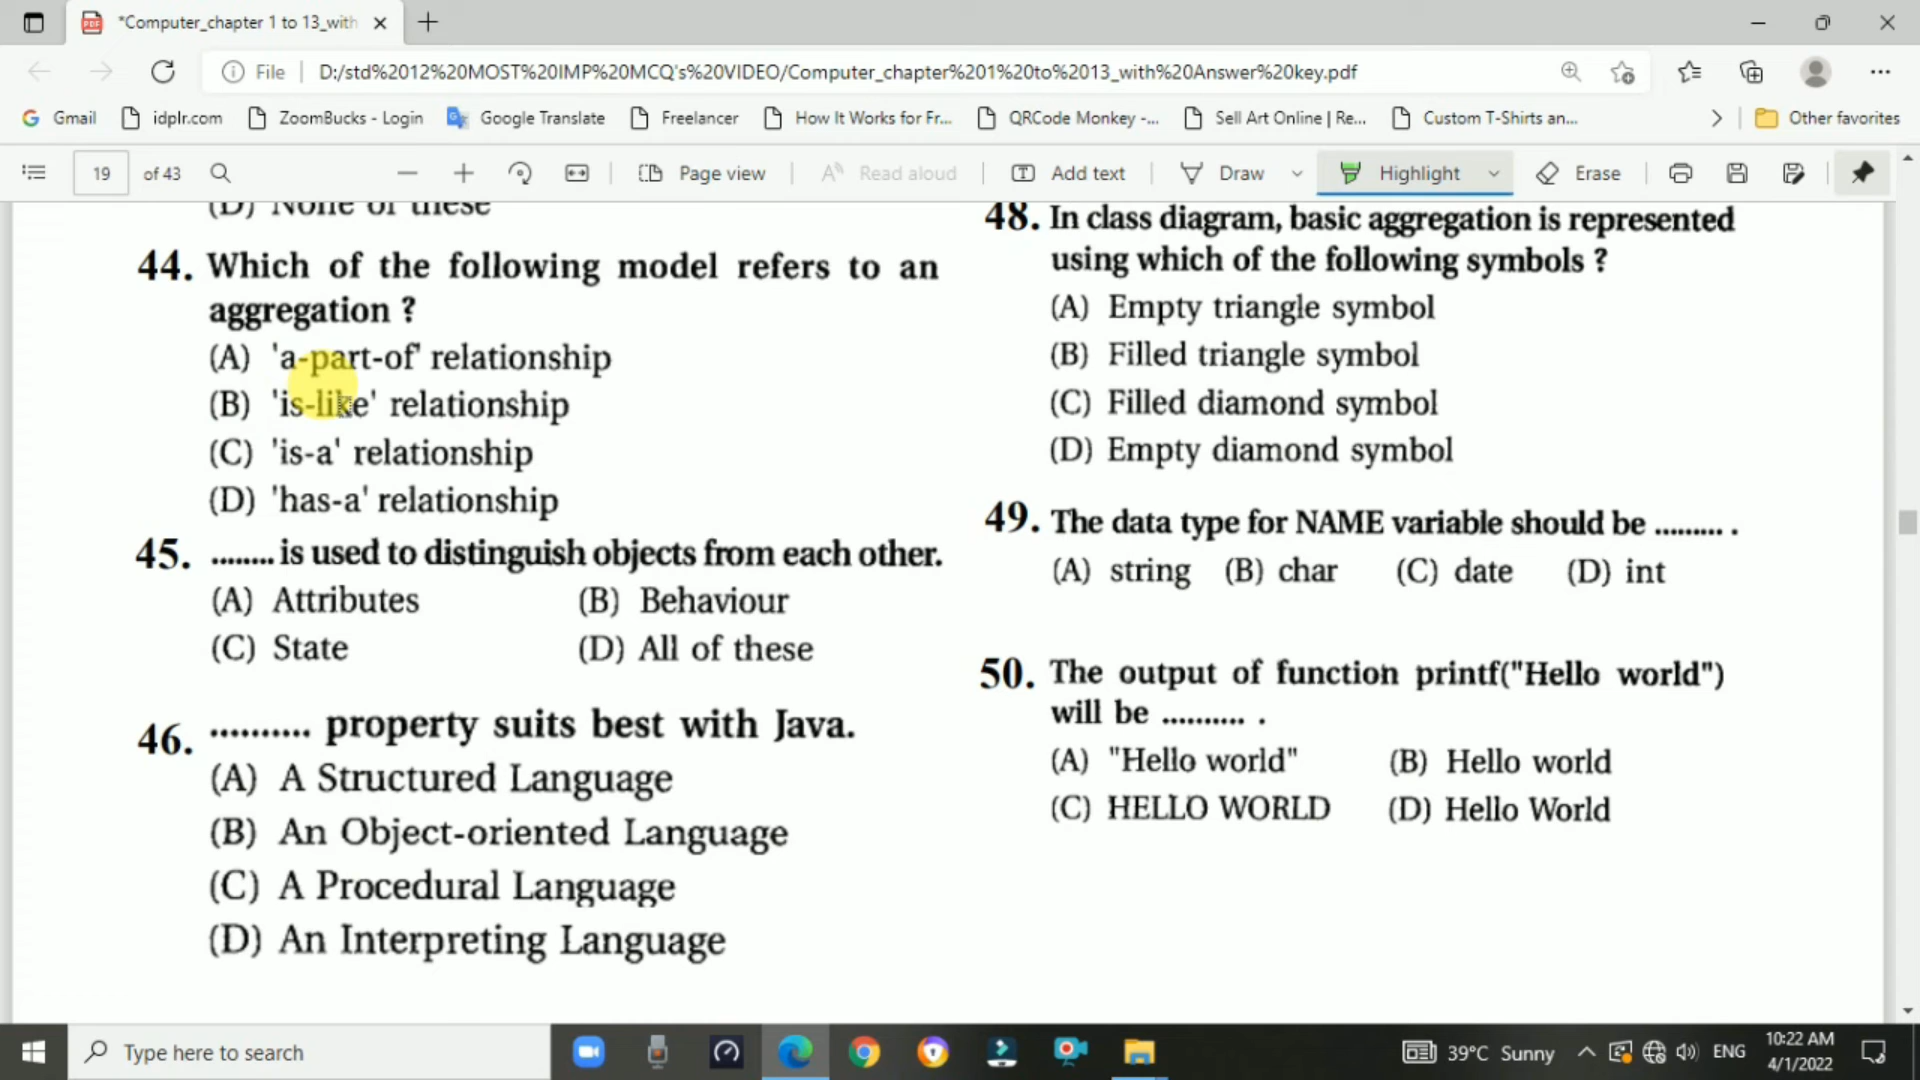 *Computer_chapter 1 to 13_with
File D:/std%2012%20MOST%20IMP%20MCQ's%20VIDEO/Computer_chapter%201%20to%2013_with%20Answer%20key.pdf
Gmail idplr.com ZoomBucks - Login Google Translate Freelancer How It Works for Fr... QRCode Monkey -... Sell Art Online | Re... Custom T-Shirts an... Other favorites
19 of 43 Page view Read aloud Add text Draw Highlight Erase
(D) None of these
44. Which of the following model refers to an
aggregation ?
(A) 'a-part-of' relationship
(B) 'is-like' relationship
(C) 'is-a' relationship
(D) 'has-a' relationship
45. ........ is used to distinguish objects from each other.
(A) Attributes (B) Behaviour
(C) State (D) All of these
46. .......... property suits best with Java.
(A) A Structured Language
(B) An Object-oriented Language
(C) A Procedural Language
(D) An Interpreting Language
48. In class diagram, basic aggregation is represented
using which of the following symbols ?
(A) Empty triangle symbol
(B) Filled triangle symbol
(C) Filled diamond symbol
(D) Empty diamond symbol
49. The data type for NAME variable should be ......... .
(A) string (B) char (C) date (D) int
50. The output of function printf("Hello world")
will be .......... .
(A) "Hello world" (B) Hello world
(C) HELLO WORLD (D) Hello World
Type here to search
39°C Sunny ENG
10:22 AM
4/1/2022